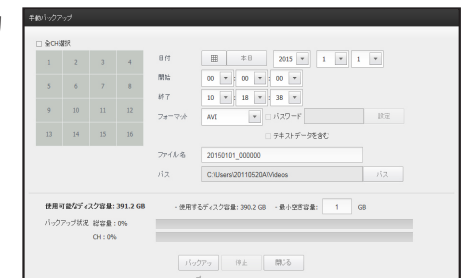 手動バックアップ
全CH選択
1 2 3 4
5 6 7 8
9 10 11 12
13 14 15 16
日付 本日 2015 1 1
開始 00 : 00 : 00
終了 10 : 18 : 38
フォーマット AVI パスワード 設定
テキストデータを含む
ファイル名 20150101_000000
パス C:\Users\20110520A\Videos パス
使用可能なディスク容量: 391.2 GB - 使用するディスク容量: 390.2 GB - 最小空き容量: 1 GB
バックアップ状況 総容量 : 0%
CH : 0%
バックアッ 停止 閉じる
プ